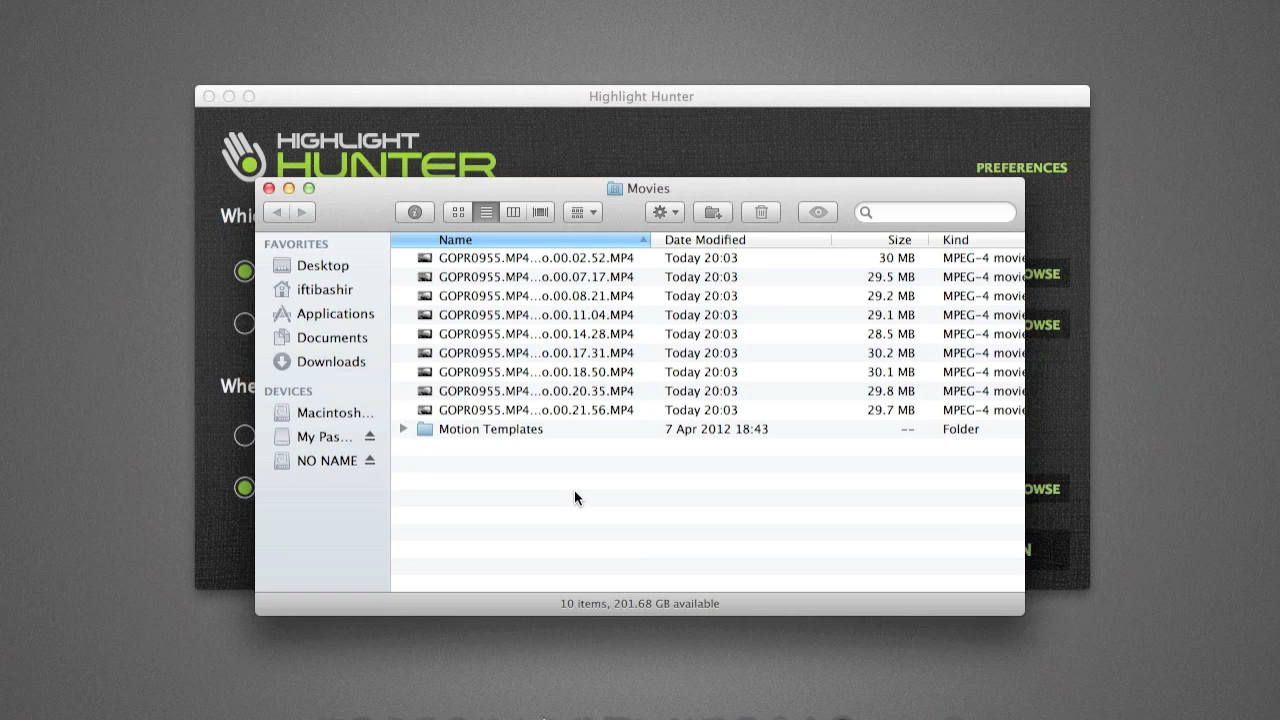 Highlight Hunter
HIGHLIGHT
HUNTER
PREFERENCES
Movies
FAVORITES
Desktop
iftibashir
Applications
Documents
Downloads
DEVICES
Macintosh...
My Pas...
NO NAME
Name Date Modified Size Kind
GOPR0955.MP4...o.00.02.52.MP4 Today 20:03 30 MB MPEG-4 movie
GOPR0955.MP4...o.00.07.17.MP4 Today 20:03 29.5 MB MPEG-4 movie
GOPR0955.MP4...o.00.08.21.MP4 Today 20:03 29.2 MB MPEG-4 movie
GOPR0955.MP4...o.00.11.04.MP4 Today 20:03 29.1 MB MPEG-4 movie
GOPR0955.MP4...o.00.14.28.MP4 Today 20:03 28.5 MB MPEG-4 movie
GOPR0955.MP4...o.00.17.31.MP4 Today 20:03 30.2 MB MPEG-4 movie
GOPR0955.MP4...o.00.18.50.MP4 Today 20:03 30.1 MB MPEG-4 movie
GOPR0955.MP4...o.00.20.35.MP4 Today 20:03 29.8 MB MPEG-4 movie
GOPR0955.MP4...o.00.21.56.MP4 Today 20:03 29.7 MB MPEG-4 movie
Motion Templates 7 Apr 2012 18:43 -- Folder
10 items, 201.68 GB available